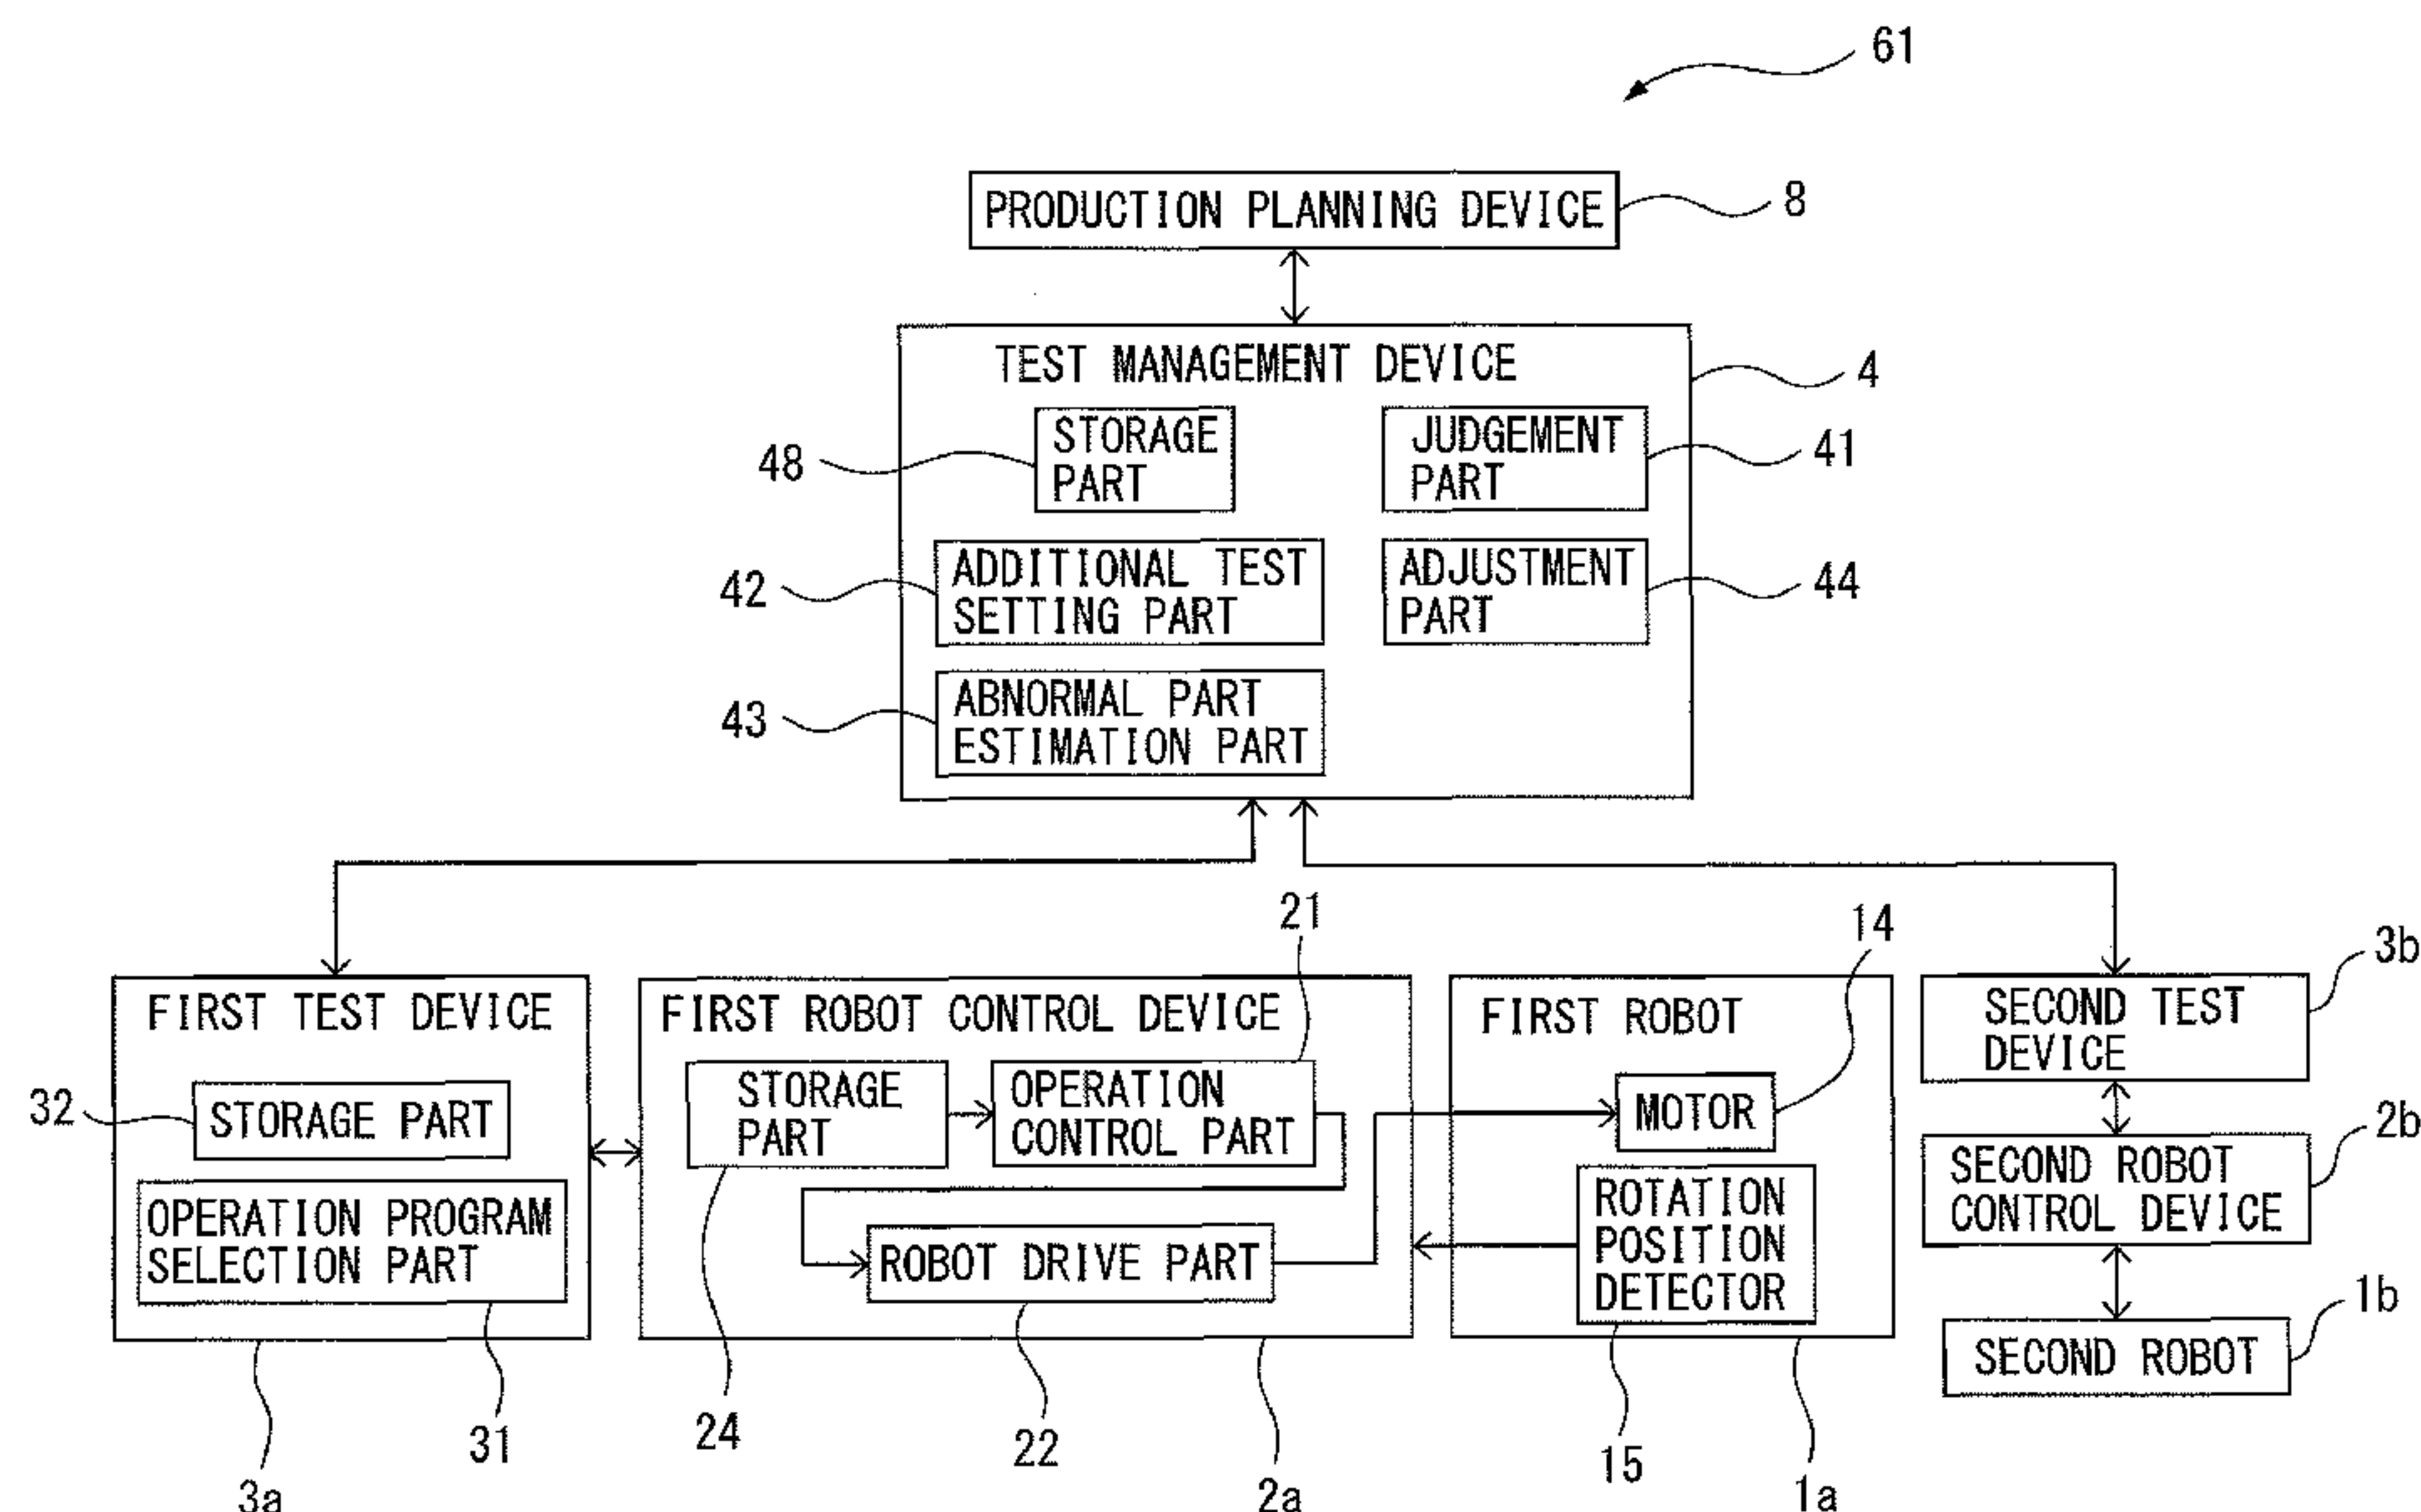 61
PRODUCTION PLANNING DEVICE
8
TEST MANAGEMENT DEVICE
4
STORAGE
PART
48
JUDGEMENT
PART
41
ADDITIONAL TEST
SETTING PART
42
ADJUSTMENT
PART
44
ABNORMAL PART
ESTIMATION PART
43
FIRST TEST DEVICE
32
STORAGE PART
OPERATION PROGRAM
SELECTION PART
31
3a
FIRST ROBOT CONTROL DEVICE
21
STORAGE
PART
OPERATION
CONTROL PART
ROBOT DRIVE PART
24
22
2a
FIRST ROBOT
14
MOTOR
ROTATION
POSITION
DETECTOR
15
1a
3b
SECOND TEST
DEVICE
2b
SECOND ROBOT
CONTROL DEVICE
1b
SECOND ROBOT